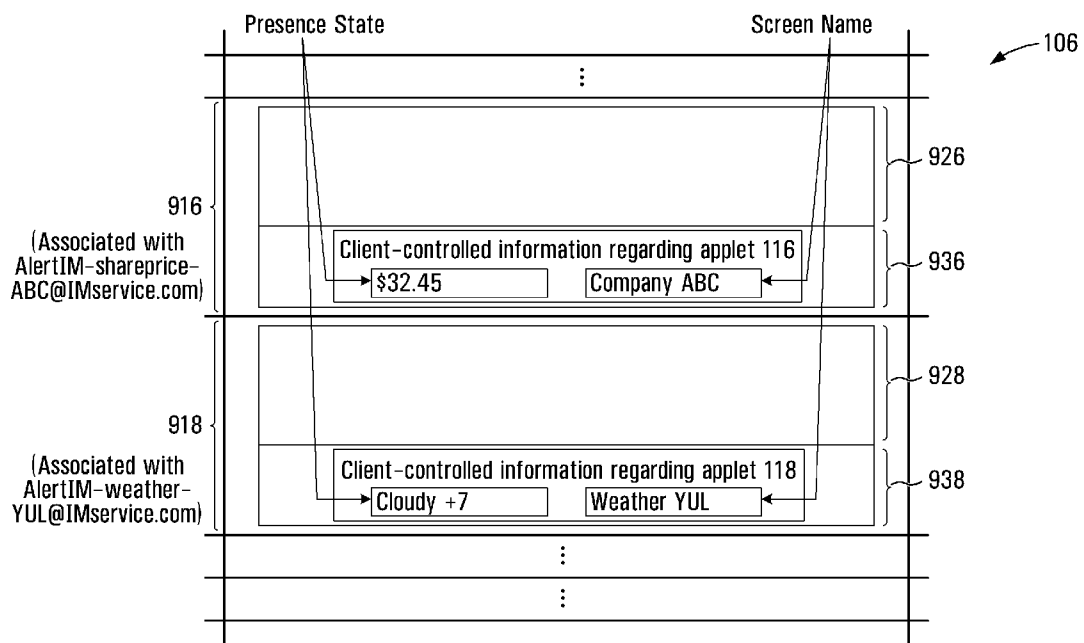 Presence State
Screen Name
106
⋮
926
916
(Associated with
AlertIM-shareprice-
ABC@IMservice.com)
Client-controlled information regarding applet 116
936
$32.45
Company ABC
928
918
(Associated with
AlertIM-weather-
YUL@IMservice.com)
Client-controlled information regarding applet 118
938
Cloudy +7
Weather YUL
⋮
⋮